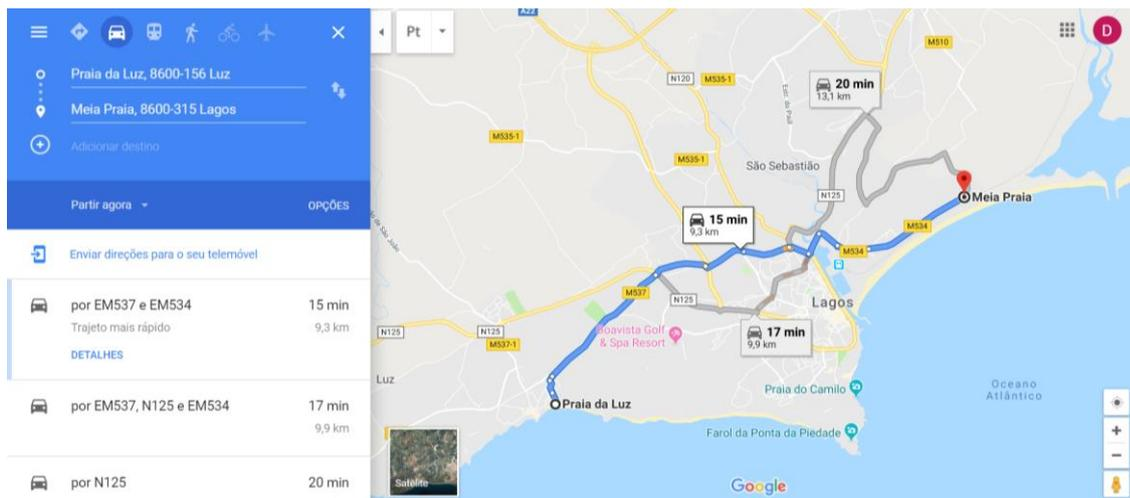 Praia da Luz, 8600-156 Luz
Meia Praia, 8600-315 Lagos
Adicionar destino
Partir agora
OPÇÕES
Enviar direções para o seu telemóvel
por EM537 e EM534 15 min
Trajeto mais rápido 9,3 km
DETALHES
por EM537, N125 e EM534 17 min
9,9 km
por N125 20 min
Pt
D
A22
M510
N120
M535-1
20 min
13,1 km
M535-1
M535-1
São Sebastião
N125
Meia Praia
15 min
9,3 km
M534
M534
M537
N125
Lagos
Boavista Golf
& Spa Resort
17 min
9,9 km
N125
N125
M537-1
Luz
Praia da Luz
Praia do Camilo
Oceano
Atlântico
Farol da Ponta da Piedade
Satélite
Google